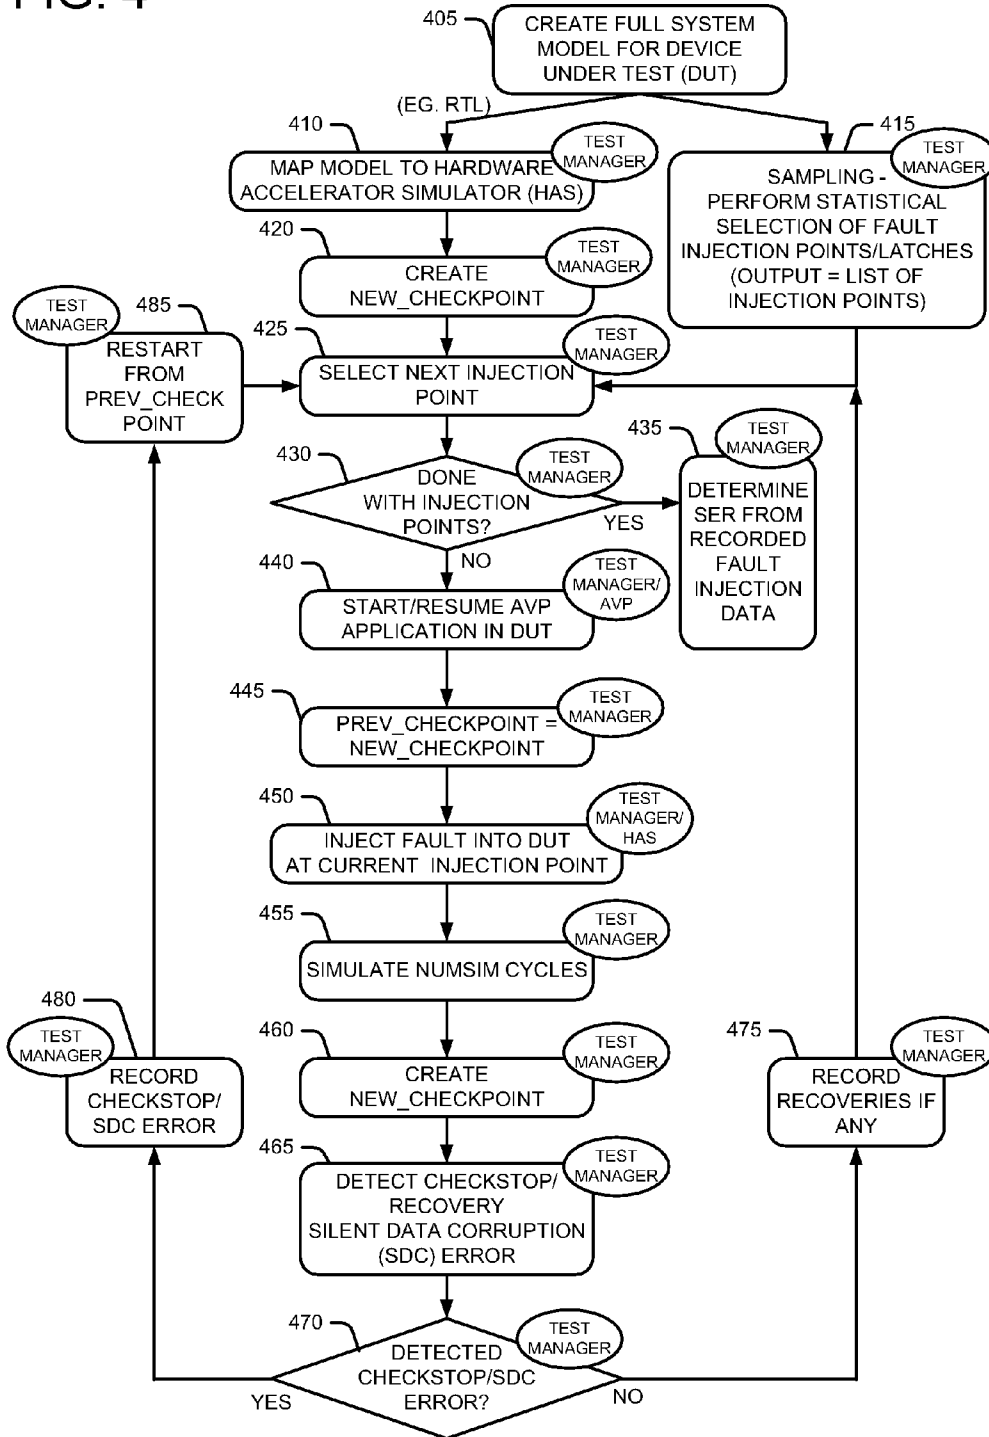 FIG. 4
405
CREATE FULL SYSTEM
MODEL FOR DEVICE
UNDER TEST (DUT)
(EG. RTL)
410
TEST
MANAGER
MAP MODEL TO HARDWARE
ACCELERATOR SIMULATOR (HAS)
415
TEST
MANAGER
SAMPLING -
PERFORM STATISTICAL
SELECTION OF FAULT
INJECTION POINTS/LATCHES
(OUTPUT = LIST OF
INJECTION POINTS)
420
TEST
MANAGER
CREATE
NEW_CHECKPOINT
TEST
MANAGER
485
RESTART
FROM
PREV_CHECK
POINT
425
TEST
MANAGER
SELECT NEXT INJECTION
POINT
430
TEST
MANAGER
DONE
WITH INJECTION
POINTS?
YES
NO
435
TEST
MANAGER
DETERMINE
SER FROM
RECORDED
FAULT
INJECTION
DATA
440
TEST
MANAGER/
AVP
START/RESUME AVP
APPLICATION IN DUT
445
TEST
MANAGER
PREV_CHECKPOINT =
NEW_CHECKPOINT
450
TEST
MANAGER/
HAS
INJECT FAULT INTO DUT
AT CURRENT INJECTION POINT
455
TEST
MANAGER
SIMULATE NUMSIM CYCLES
460
TEST
MANAGER
CREATE
NEW_CHECKPOINT
480
TEST
MANAGER
RECORD
CHECKSTOP/
SDC ERROR
475
TEST
MANAGER
RECORD
RECOVERIES IF
ANY
465
TEST
MANAGER
DETECT CHECKSTOP/
RECOVERY
SILENT DATA CORRUPTION
(SDC) ERROR
470
TEST
MANAGER
DETECTED
CHECKSTOP/SDC
ERROR?
YES
NO